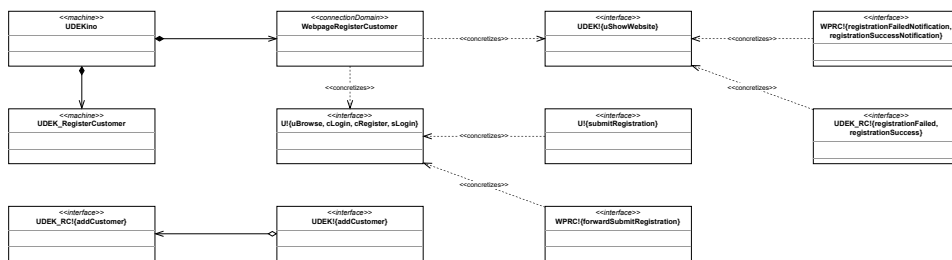 <<machine>>
UDEKino
<<connectionDomain>>
WebpageRegisterCustomer
<<interface>>
UDEK!{uShowWebsite}
<<interface>>
WPRC!{registrationFailedNotification,
registrationSuccessNotification}
<<concretizes>>
<<concretizes>>
<<concretizes>>
<<concretizes>>
<<machine>>
UDEK_RegisterCustomer
<<interface>>
U!{uBrowse, cLogin, cRegister, sLogin}
<<interface>>
U!{submitRegistration}
<<interface>>
UDEK_RC!{registrationFailed,
registrationSuccess}
<<concretizes>>
<<concretizes>>
<<interface>>
UDEK_RC!{addCustomer}
<<interface>>
UDEK!{addCustomer}
<<interface>>
WPRC!{forwardSubmitRegistration}